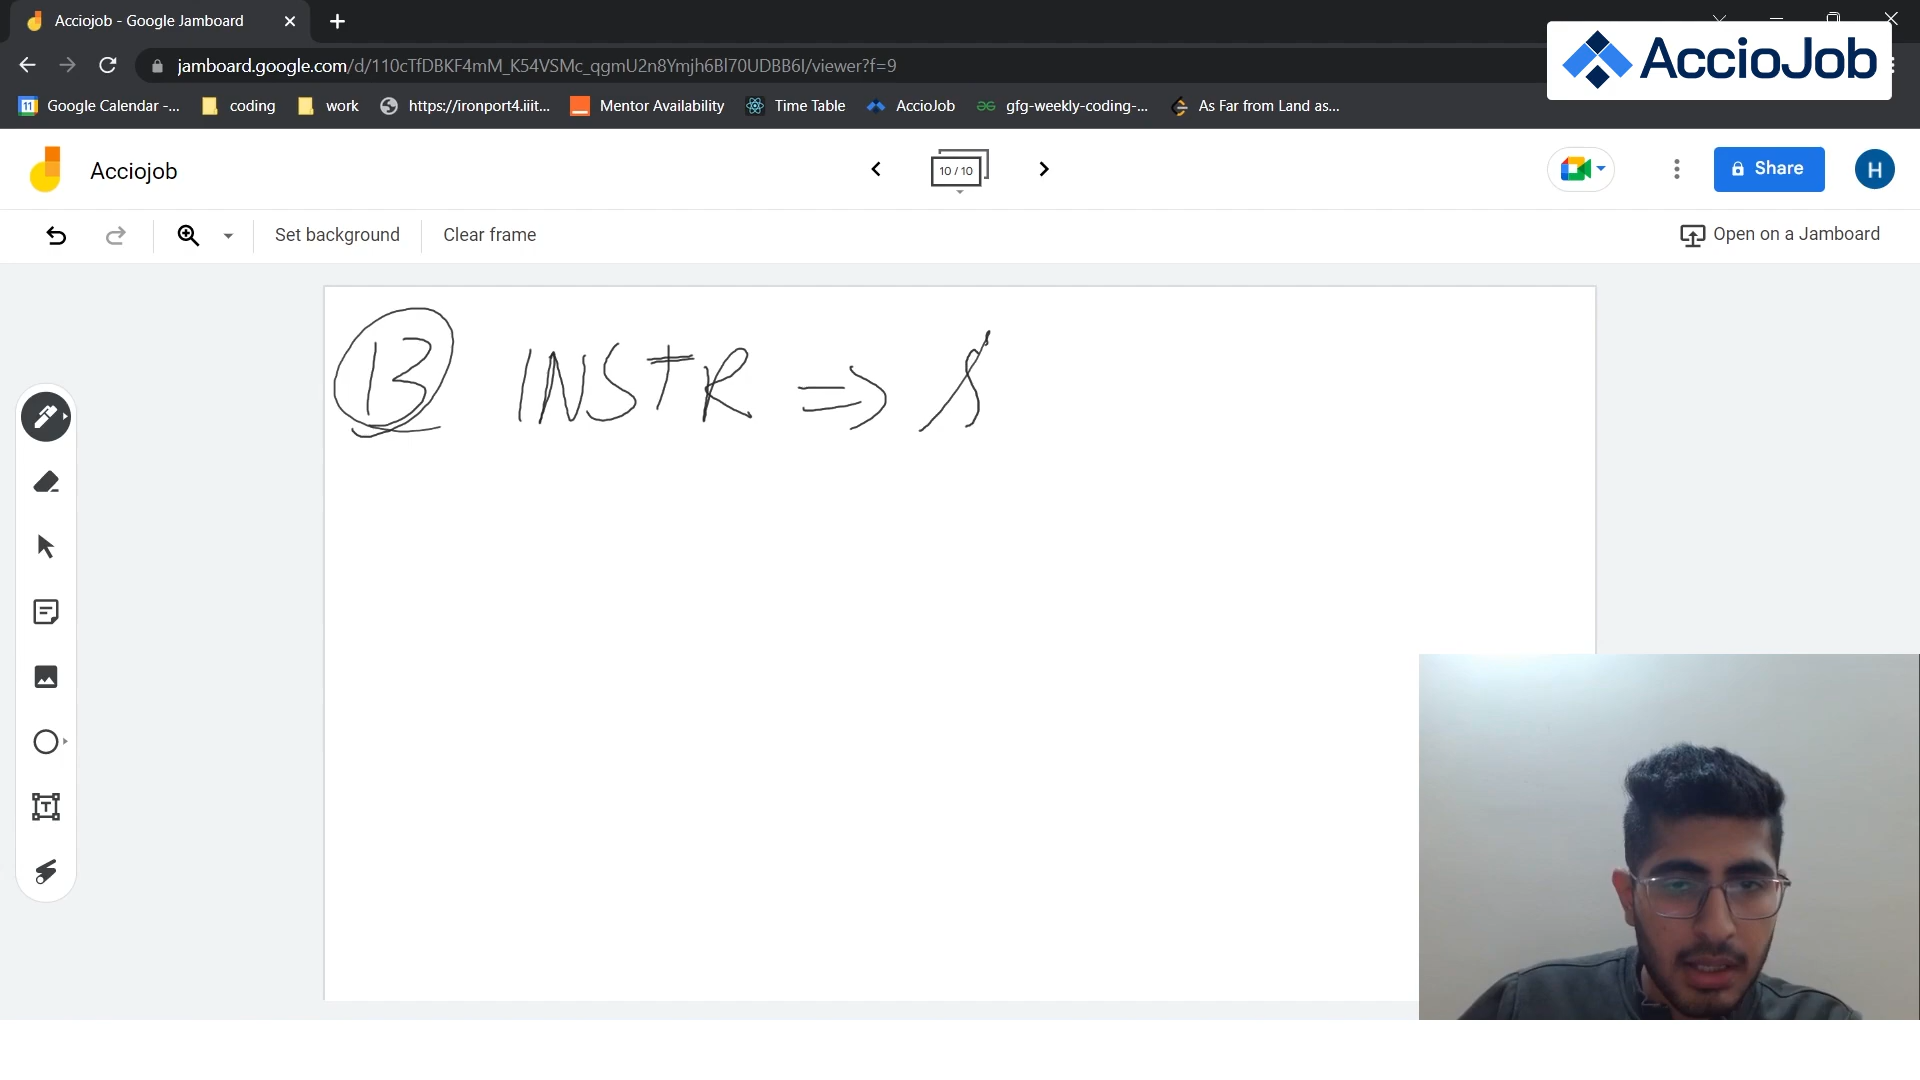 Acciojob - Google Jamboard
jamboard.google.com/d/110cTfDBKF4mM_K54VSMc_qgmU2n8Ymjh6Bl70UDBB6I/viewer?f=9
AccioJob
11 Google Calendar -... coding work https://ironport4.iiit... Mentor Availability Time Table AccioJob gfg-weekly-coding-... As Far from Land as...
Acciojob
10 / 10
Share
H
Set background
Clear frame
Open on a Jamboard
13 INSTR => s